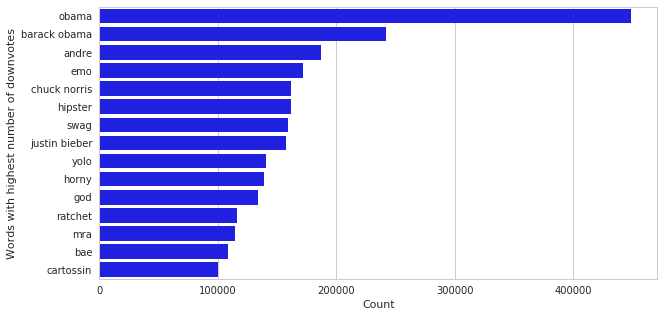 Words with highest number of downvotes
obama
barack obama
andre
emo
chuck norris
hipster
swag
justin bieber
yolo
horny
god
ratchet
mra
bae
cartossin
0 100000 200000 300000 400000
Count